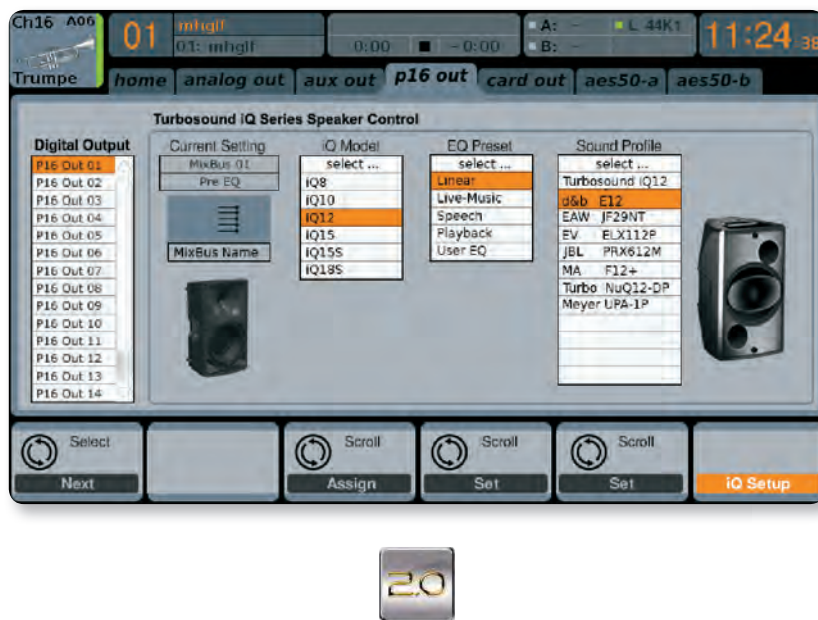 Ch16 A06
Trumpe
01
mhglf
01: mhglf
0:00 - 0:00
A: - L 44K1
B: -
11:24 38
home analog out aux out p16 out card out aes50-a aes50-b
Turbosound iQ Series Speaker Control
Digital Output
P16 Out 01
P16 Out 02
P16 Out 03
P16 Out 04
P16 Out 05
P16 Out 06
P16 Out 07
P16 Out 08
P16 Out 09
P16 Out 10
P16 Out 11
P16 Out 12
P16 Out 13
P16 Out 14
Current Setting
MixBus 01
Pre EQ
MixBus Name
iQ Model
select ...
iQ8
iQ10
iQ12
iQ15
iQ15S
iQ18S
EQ Preset
select ...
Linear
Live-Music
Speech
Playback
User EQ
Sound Profile
select ...
Turbosound iQ12
d&b E12
EAW JF29NT
EV ELX112P
JBL PRX612M
MA F12+
Turbo NuQ12-DP
Meyer UPA-1P
Select
Next
Scroll
Assign
Scroll
Set
Scroll
Set
iQ Setup
2.0